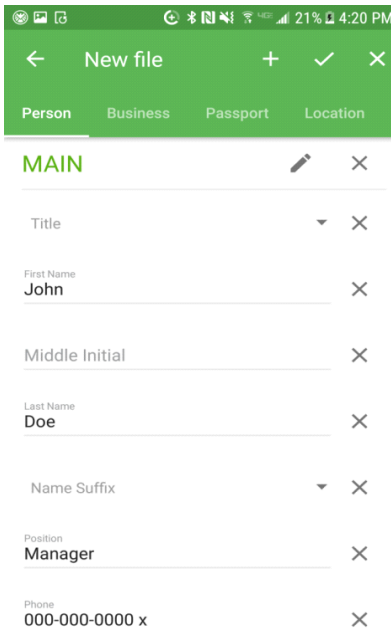 21% 4:20 PM
New file
Person Business Passport Location
MAIN
Title
First Name
John
Middle Initial
Last Name
Doe
Name Suffix
Position
Manager
Phone
000-000-0000 x